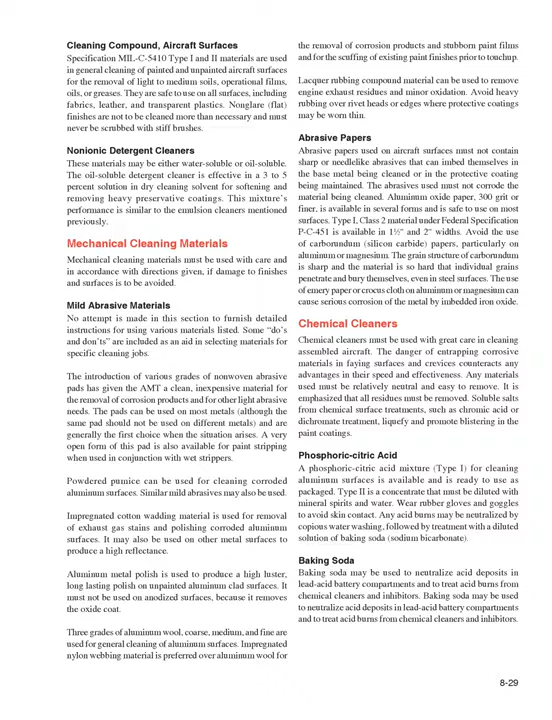 Cleaning Compound, Aircraft Surfaces
Specification MIL-C-5410 Type I and II materials are used
in general cleaning of painted and unpainted aircraft surfaces
for the removal of light to medium soils, operational films,
oils, or greases. They are safe to use on all surfaces, including
fabrics, leather, and transparent plastics. Nonglare (flat)
finishes are not to be cleaned more than necessary and must
never be scrubbed with stiff brushes.
Nonionic Detergent Cleaners
These materials may be either water-soluble or oil-soluble.
The oil-soluble detergent cleaner is effective in a 3 to 5
percent solution in dry cleaning solvent for softening and
removing heavy preservative coatings. This mixture's
performance is similar to the emulsion cleaners mentioned
previously.
Mechanical Cleaning Materials
Mechanical cleaning materials must be used with care and
in accordance with directions given, if damage to finishes
and surfaces is to be avoided.
Mild Abrasive Materials
No attempt is made in this section to furnish detailed
instructions for using various materials listed. Some “do’s
and don’ts” are included as an aid in selecting materials for
specific cleaning jobs.
The introduction of various grades of nonwoven abrasive
pads has given the AMT a clean, inexpensive material for
the removal of corrosion products and for other light abrasive
needs. The pads can be used on most metals (although the
same pad should not be used on different metals) and are
generally the first choice when the situation arises. A very
open form of this pad is also available for paint stripping
when used in conjunction with wet strippers.
Powdered pumice can be used for cleaning corroded
aluminum surfaces. Similar mild abrasives may also be used.
Impregnated cotton wadding material is used for removal
of exhaust gas stains and polishing corroded aluminum
surfaces. It may also be used on other metal surfaces to
produce a high reflectance.
Aluminum metal polish is used to produce a high luster,
long lasting polish on unpainted aluminum clad surfaces. It
must not be used on anodized surfaces, because it removes
the oxide coat.
Three grades of aluminum wool, coarse, medium, and fine are
used for general cleaning of aluminum surfaces. Impregnated
nylon webbing material is preferred over aluminum wool for
the removal of corrosion products and stubborn paint films
and for the scuffing of existing paint finishes prior to touchup.
Lacquer rubbing compound material can be used to remove
engine exhaust residues and minor oxidation. Avoid heavy
rubbing over rivet heads or edges where protective coatings
may be worn thin.
Abrasive Papers
Abrasive papers used on aircraft surfaces must not contain
sharp or needlelike abrasives that can imbed themselves in
the base metal being cleaned or in the protective coating
being maintained. The abrasives used must not corrode the
material being cleaned. Aluminum oxide paper, 300 grit or
finer, is available in several forms and is safe to use on most
surfaces. Type I, Class 2 material under Federal Specification
P-C-451 is available in 1½" and 2" widths. Avoid the use
of carborundum (silicon carbide) papers, particularly on
aluminum or magnesium. The grain structure of carborundum
is sharp and the material is so hard that individual grains
penetrate and bury themselves, even in steel surfaces. The use
of emery paper or crocus cloth on aluminum or magnesium can
cause serious corrosion of the metal by imbedded iron oxide.
Chemical Cleaners
Chemical cleaners must be used with great care in cleaning
assembled aircraft. The danger of entrapping corrosive
materials in faying surfaces and crevices counteracts any
advantages in their speed and effectiveness. Any materials
used must be relatively neutral and easy to remove. It is
emphasized that all residues must be removed. Soluble salts
from chemical surface treatments, such as chromic acid or
dichromate treatment, liquefy and promote blistering in the
paint coatings.
Phosphoric-citric Acid
A phosphoric-citric acid mixture (Type I) for cleaning
aluminum surfaces is available and is ready to use as
packaged. Type II is a concentrate that must be diluted with
mineral spirits and water. Wear rubber gloves and goggles
to avoid skin contact. Any acid burns may be neutralized by
copious water washing, followed by treatment with a diluted
solution of baking soda (sodium bicarbonate).
Baking Soda
Baking soda may be used to neutralize acid deposits in
lead-acid battery compartments and to treat acid burns from
chemical cleaners and inhibitors. Baking soda may be used
to neutralize acid deposits in lead-acid battery compartments
and to treat acid burns from chemical cleaners and inhibitors.
8-29